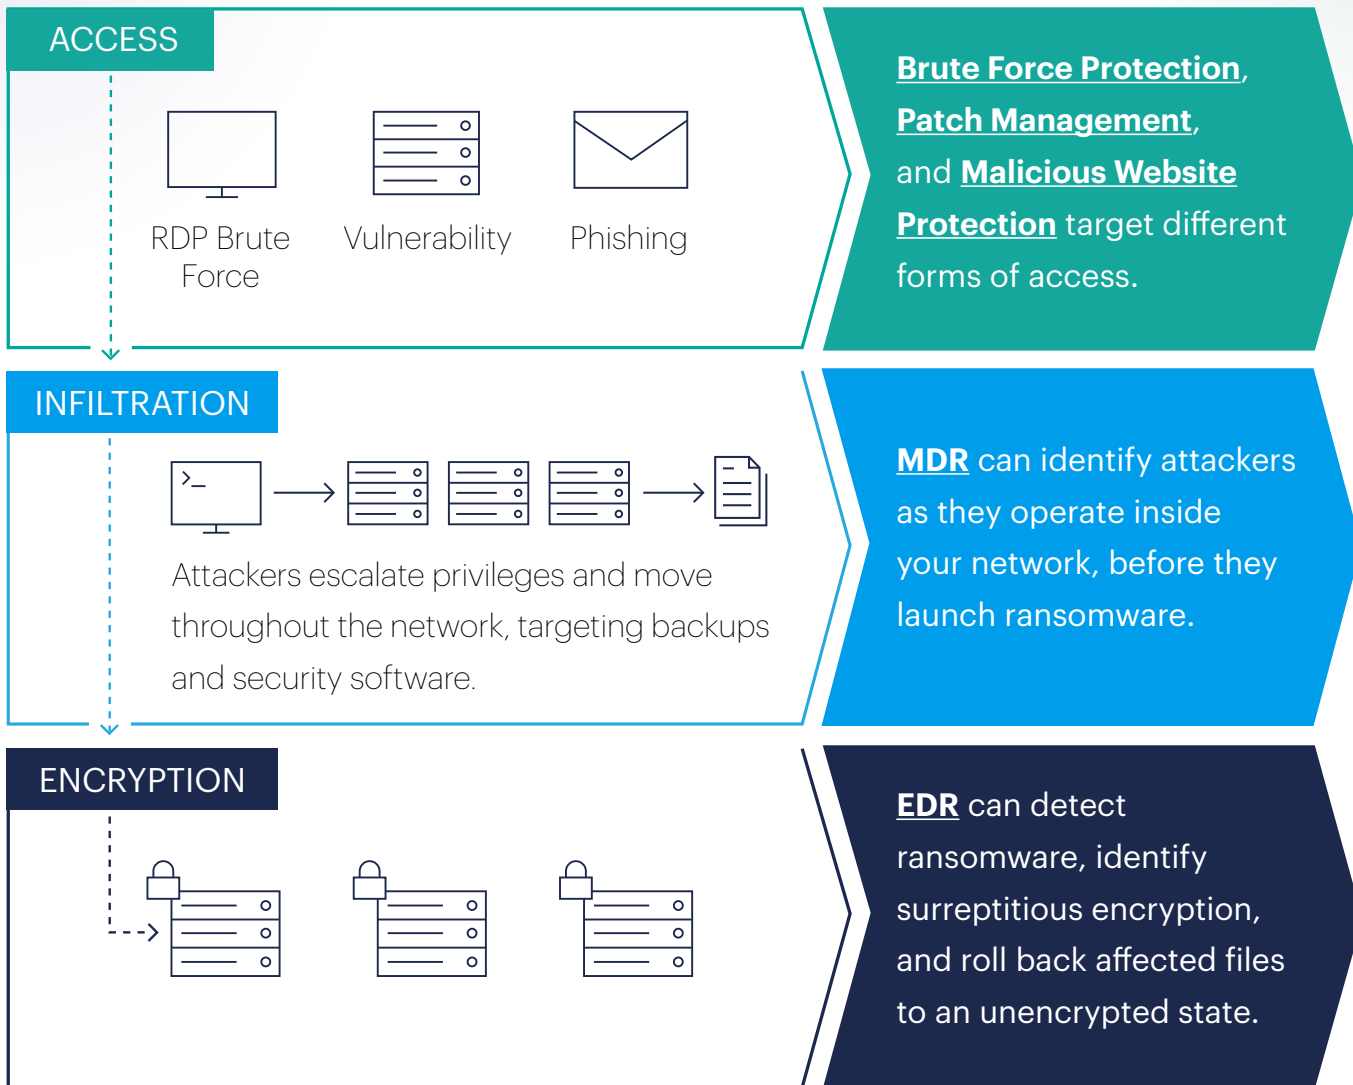 ACCESS
RDP Brute
Force
Vulnerability
Phishing
Brute Force Protection,
Patch Management,
and Malicious Website
Protection target different
forms of access.
INFILTRATION
>_
Attackers escalate privileges and move
throughout the network, targeting backups
and security software.
MDR can identify attackers
as they operate inside
your network, before they
launch ransomware.
ENCRYPTION
EDR can detect
ransomware, identify
surreptitious encryption,
and roll back affected files
to an unencrypted state.